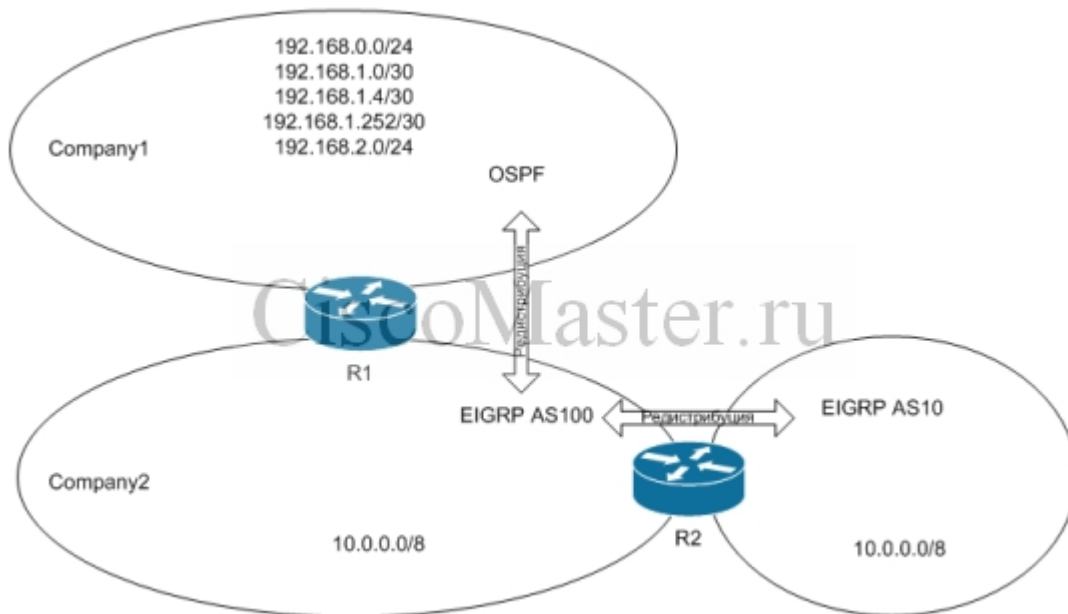 192.168.0.0/24
192.168.1.0/30
192.168.1.4/30
192.168.1.252/30
192.168.2.0/24
Company1
OSPF
Редистрибуция
CiscoMaster.ru
R1
EIGRP AS100
Редистрибуция
EIGRP AS10
Company2
R2
10.0.0.0/8
10.0.0.0/8